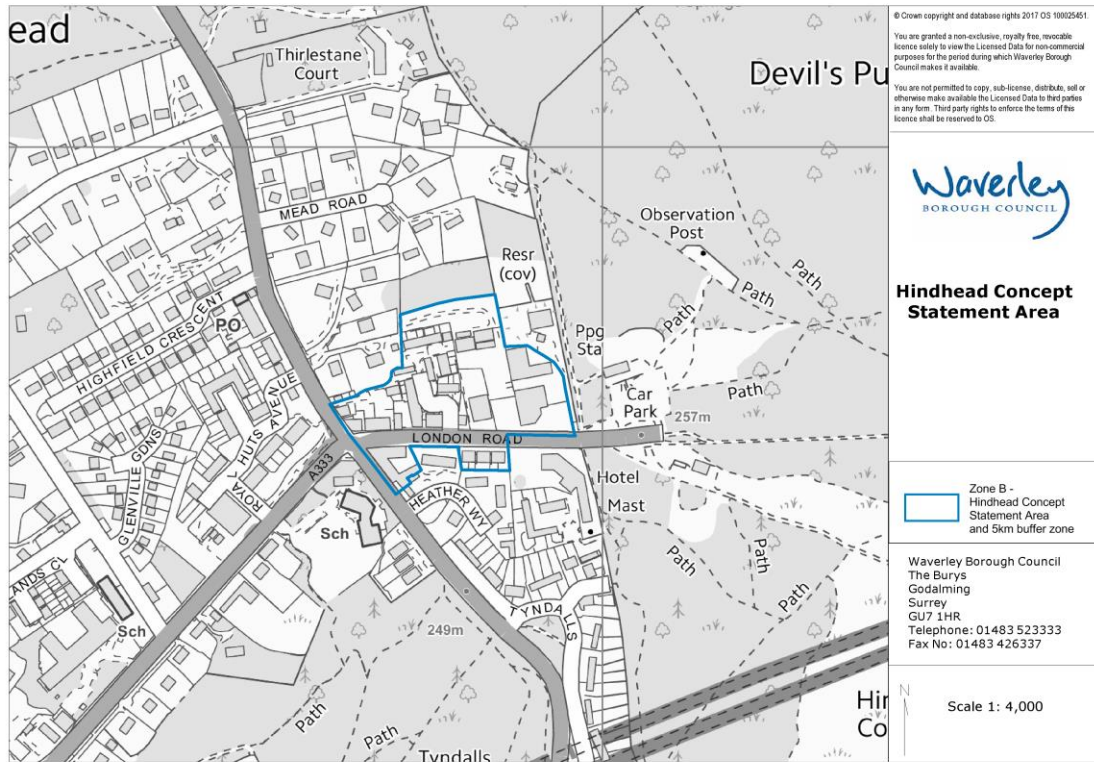 ead
Thirlestane
Court
Devil's Pu
MEAD ROAD
Observation
Post
Resr
(cov)
Path
Path
HIGHFIELD CRESCENT
PO
Ppg
Sta
Path
Car
Park
Path
257m
ROYAL HUTS AVENUE
GLENVILLE GDNS
A333
LONDON ROAD
Hotel
HEATHER WY
Mast
Sch
Path
Path
Path
ANDS CL
Sch
TYNDALLS
249m
Path
Path
Tyndalls
Hin
Co
© Crown copyright and database rights 2017 OS 100025451.
You are granted a non-exclusive, royalty free, revocable
licence solely to view the Licensed Data for non-commercial
purposes for the period during which Waverley Borough
Council makes it available.
You are not permitted to copy, sub-license, distribute, sell or
otherwise make available the Licensed Data to third parties
in any form. Third party rights to enforce the terms of this
licence shall be reserved to OS.
Waverley
BOROUGH COUNCIL
Hindhead Concept
Statement Area
Zone B -
Hindhead Concept
Statement Area
and 5km buffer zone
Waverley Borough Council
The Burys
Godalming
Surrey
GU7 1HR
Telephone: 01483 523333
Fax No: 01483 426337
N
Scale 1: 4,000